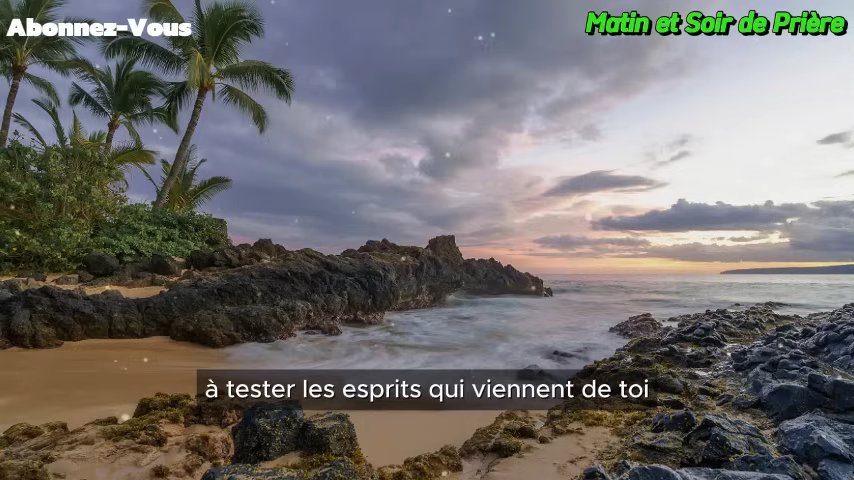 Abonnez-Vous
Matin et Soir de Prière
à tester les esprits qui viennent de toi